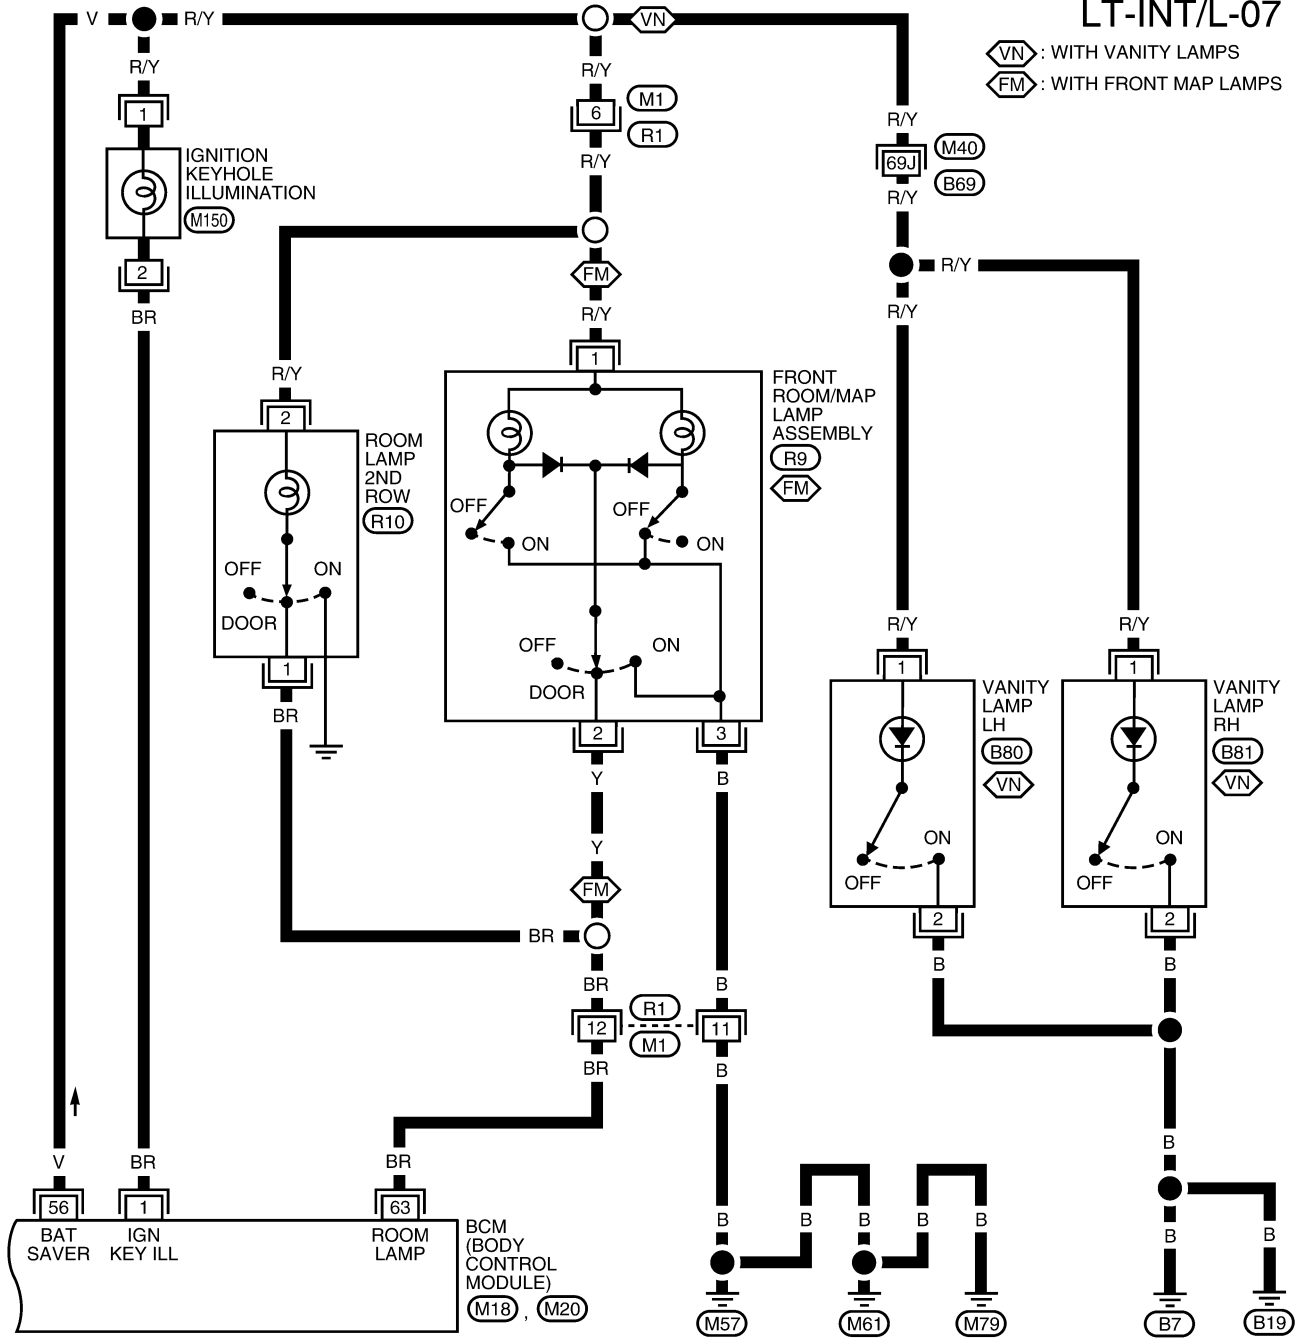 LT-INT/L-07
VN : WITH VANITY LAMPS
FM : WITH FRONT MAP LAMPS
V
R/Y
VN
R/Y
R/Y
R/Y
1
6
M1
R1
R/Y
69J
M40
B69
R/Y
IGNITION
KEYHOLE
ILLUMINATION
M150
2
BR
FM
R/Y
R/Y
R/Y
R/Y
2
1
ROOM
LAMP
2ND
ROW
R10
OFF
ON
DOOR
1
BR
FRONT
ROOM/MAP
LAMP
ASSEMBLY
R9
FM
OFF
ON
OFF
ON
OFF
ON
DOOR
2
3
Y
B
Y
FM
BR
BR
B
R/Y
R/Y
1
1
VANITY
LAMP
LH
B80
VN
VANITY
LAMP
RH
B81
VN
ON
OFF
ON
OFF
2
2
B
B
12
R1
M1
11
BR
B
V
BR
BR
B
56
1
63
BAT
SAVER
IGN
KEY ILL
ROOM
LAMP
BCM
(BODY
CONTROL
MODULE)
M18 , M20
B
B
B
B
B
B
B
M57
M61
M79
B7
B19